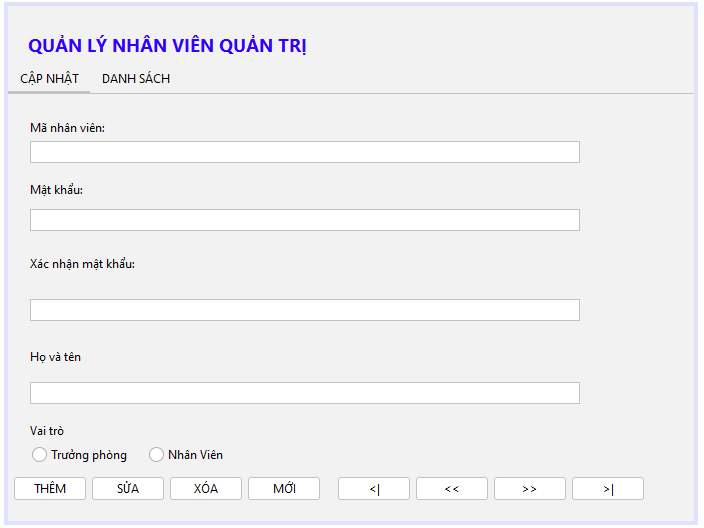 QUẢN LÝ NHÂN VIÊN QUẢN TRỊ
CẬP NHẬT DANH SÁCH
Mã nhân viên:
Mật khẩu:
Xác nhận mật khẩu:
Họ và tên
Vai trò
Trưởng phòng Nhân Viên
THÊM SỬA XÓA MỚI <| << >> >|